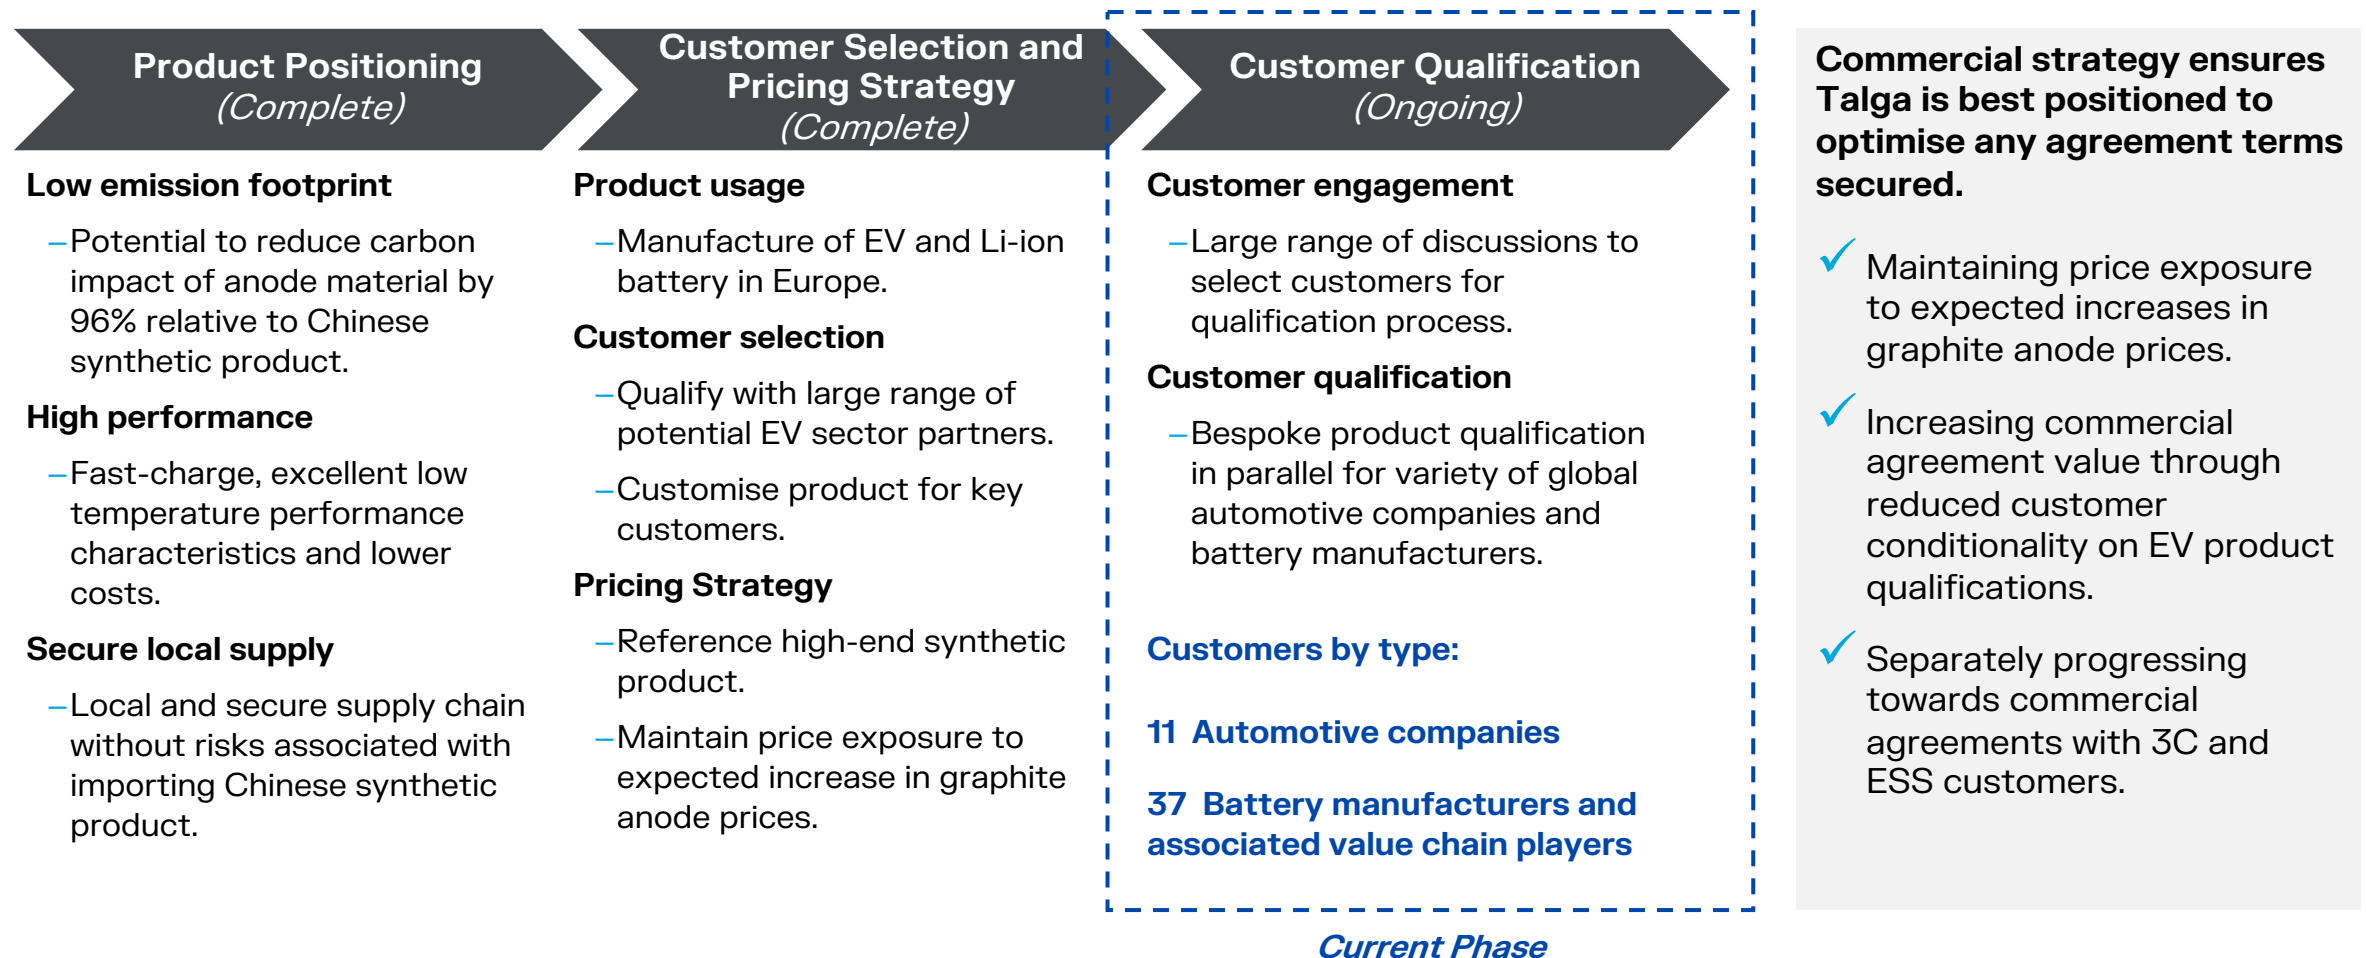 Product Positioning
(Complete)
Low emission footprint
–Potential to reduce carbon
impact of anode material by
96% relative to Chinese
synthetic product.
High performance
–Fast-charge, excellent low
temperature performance
characteristics and lower
costs.
Secure local supply
–Local and secure supply chain
without risks associated with
importing Chinese synthetic
product.
Customer Selection and
Pricing Strategy
(Complete)
Product usage
–Manufacture of EV and Li-ion
battery in Europe.
Customer selection
–Qualify with large range of
potential EV sector partners.
–Customise product for key
customers.
Pricing Strategy
–Reference high-end synthetic
product.
–Maintain price exposure to
expected increase in graphite
anode prices.
Customer Qualification
(Ongoing)
Customer engagement
–Large range of discussions to
select customers for
qualification process.
Customer qualification
–Bespoke product qualification
in parallel for variety of global
automotive companies and
battery manufacturers.
Customers by type:
11 Automotive companies
37 Battery manufacturers and
associated value chain players
Current Phase
Commercial strategy ensures
Talga is best positioned to
optimise any agreement terms
secured.
✓ Maintaining price exposure
to expected increases in
graphite anode prices.
✓ Increasing commercial
agreement value through
reduced customer
conditionality on EV product
qualifications.
✓ Separately progressing
towards commercial
agreements with 3C and
ESS customers.